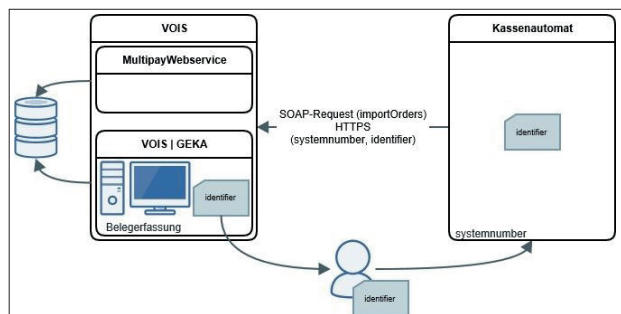 VOIS
MultipayWebservice
VOIS | GEKA
identifier
Belegerfassung
SOAP-Request (importOrders)
HTTPS
(systemnumber, identifier)
Kassenautomat
identifier
systemnumber
identifier